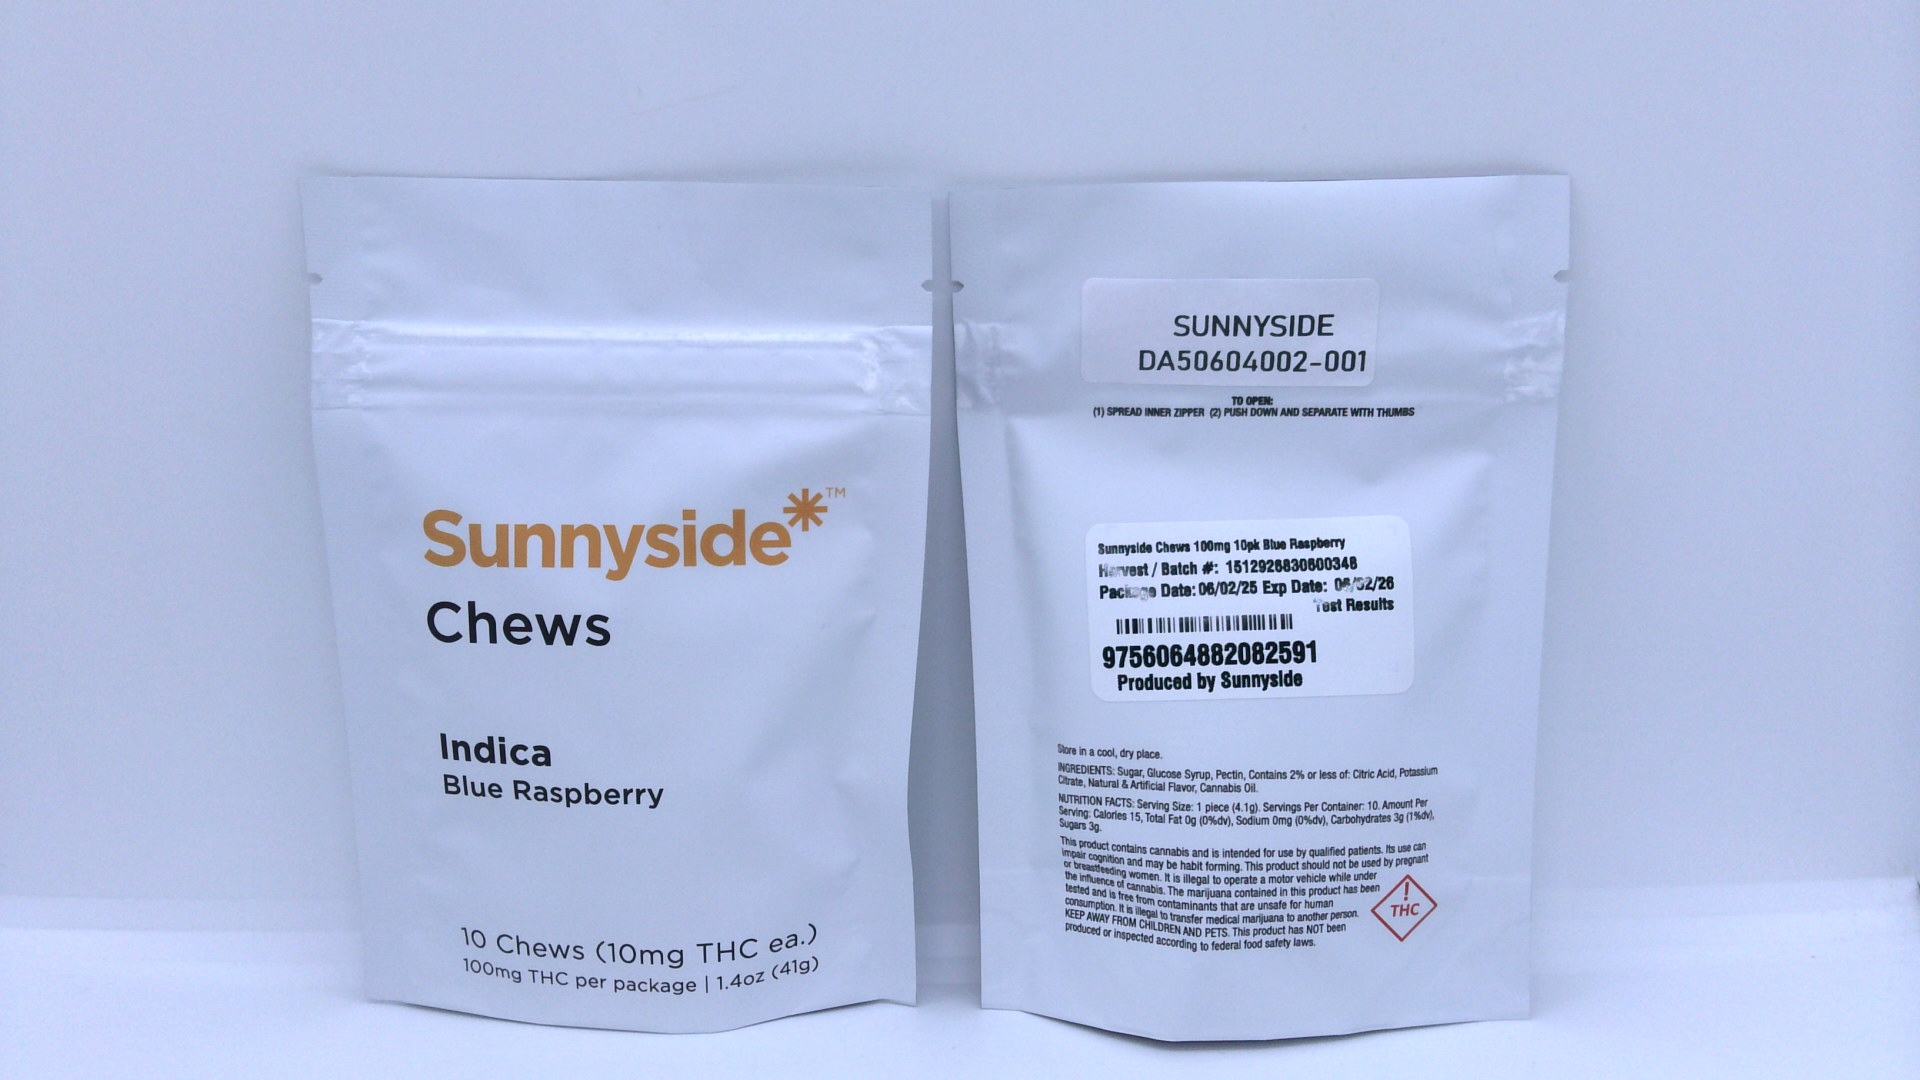 Sunnyside*™
Chews
Indica
Blue Raspberry
10 Chews (10mg THC ea.)
100mg THC per package | 1.4oz (41g)
SUNNYSIDE
DA50604002-001
TO OPEN:
(1) SPREAD INNER ZIPPER (2) PUSH DOWN AND SEPARATE WITH THUMBS
Sunnyside Chews 100mg 10pk Blue Raspberry
Harvest / Batch #: 1512926830600348
Package Date: 06/02/25 Exp Date: 06/02/26
Test Results
9756064882082591
Produced by Sunnyside
Store in a cool, dry place.
INGREDIENTS: Sugar, Glucose Syrup, Pectin, Contains 2% or less of: Citric Acid, Potassium
Citrate, Natural & Artificial Flavor, Cannabis Oil.
NUTRITION FACTS: Serving Size: 1 piece (4.1g). Servings Per Container: 10. Amount Per
Serving: Calories 15, Total Fat 0g (0%dv), Sodium 0mg (0%dv), Carbohydrates 3g (1%dv),
Sugars 3g.
This product contains cannabis and is intended for use by qualified patients. Its use can
impair cognition and may be habit forming. This product should not be used by pregnant
or breastfeeding women. It is illegal to operate a motor vehicle while under
the influence of cannabis. The marijuana contained in this product has been
tested and is free from contaminants that are unsafe for human
consumption. It is illegal to transfer medical marijuana to another person.
KEEP AWAY FROM CHILDREN AND PETS. This product has NOT been
produced or inspected according to federal food safety laws.
!
THC